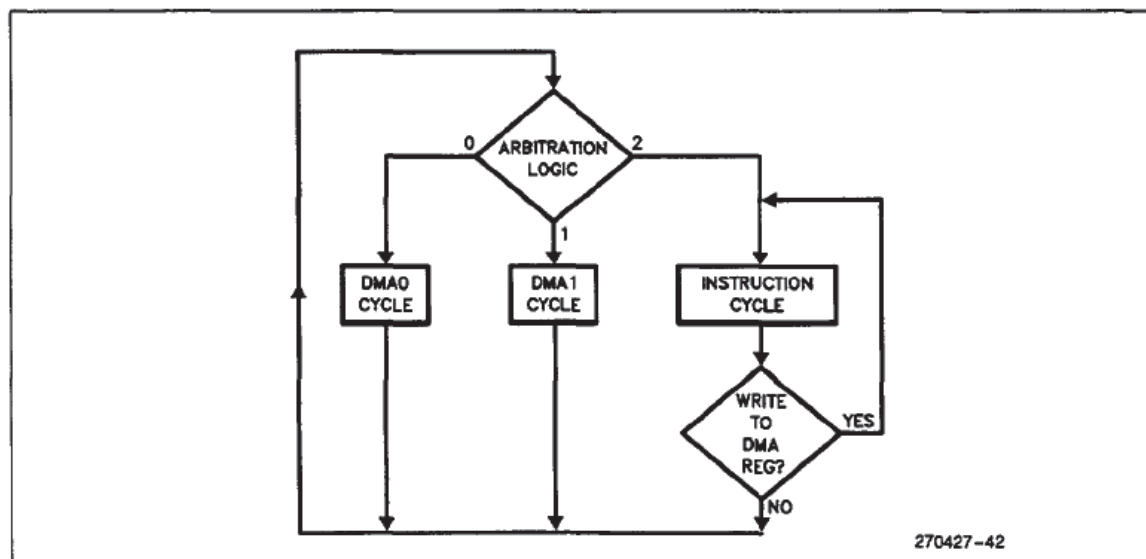 0
ARBITRATION
LOGIC
2
1
DMA0
CYCLE
DMA1
CYCLE
INSTRUCTION
CYCLE
WRITE
TO
DMA
REG?
YES
NO
270427-42